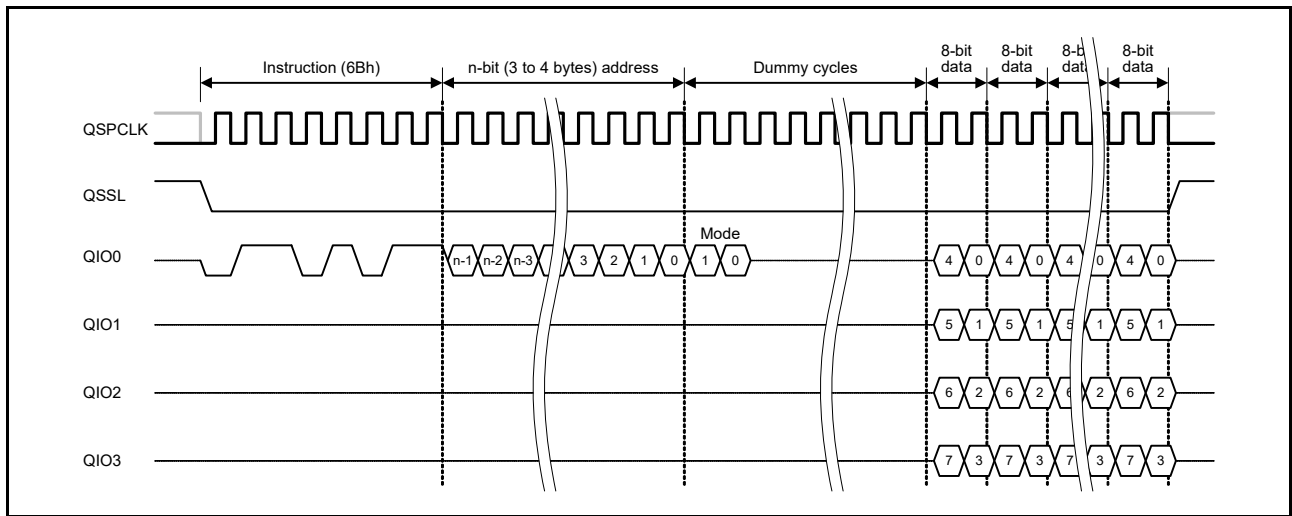 8-bit 8-bit 8-b 8-bit
Instruction (6Bh) n-bit (3 to 4 bytes) address Dummy cycles data data data data
QSPCLK
QSSL
Mode
QIO0 n-1 n-2 n-3 3 2 1 0 1 0 4 0 4 0 4 0 4 0
QIO1 5 1 5 1 5 1 5 1
QIO2 6 2 6 2 6 2 6 2
QIO3 7 3 7 3 7 3 7 3